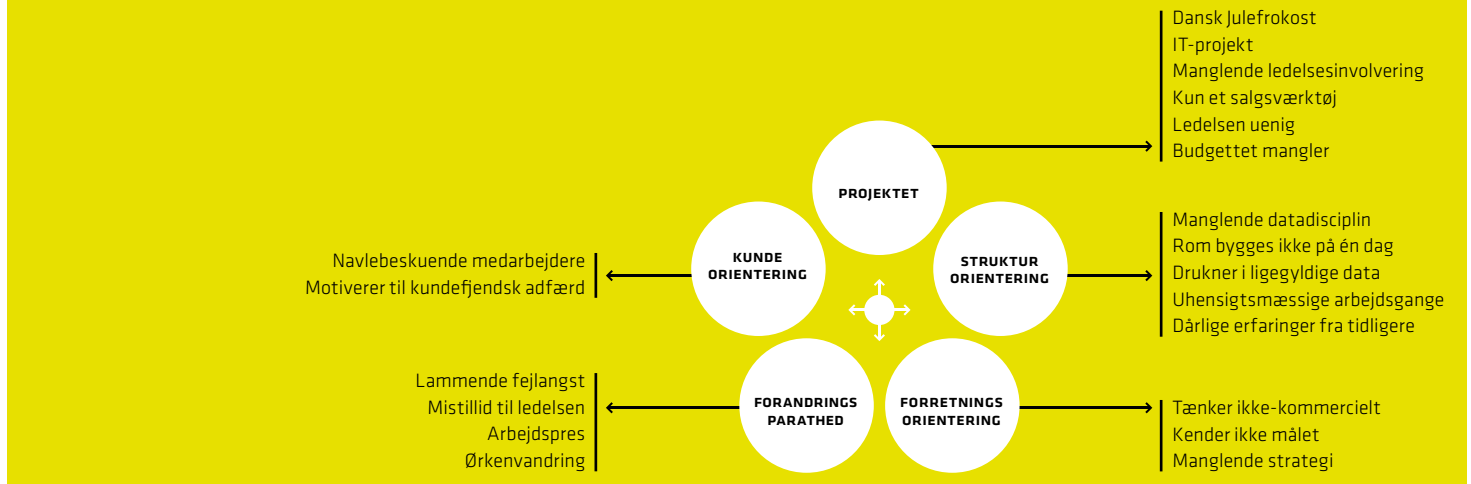 Dansk Julefrokost
IT-projekt
Manglende ledelsesinvolvering
Kun et salgsværktøj
Ledelsen uenig
Budgettet mangler
PROJEKTET
KUNDE
ORIENTERING
STRUKTUR
ORIENTERING
Navlebeskuende medarbejdere
Motiverer til kundefjendsk adfærd
Manglende datadisciplin
Rom bygges ikke på én dag
Drukner i ligegyldige data
Uhensigtsmæssige arbejdsgange
Dårlige erfaringer fra tidligere
Lammende fejlangst
Mistillid til ledelsen
Arbejdspres
Ørkenvandring
FORANDRINGS
PARATHED
FORRETNINGS
ORIENTERING
Tænker ikke-kommercielt
Kender ikke målet
Manglende strategi